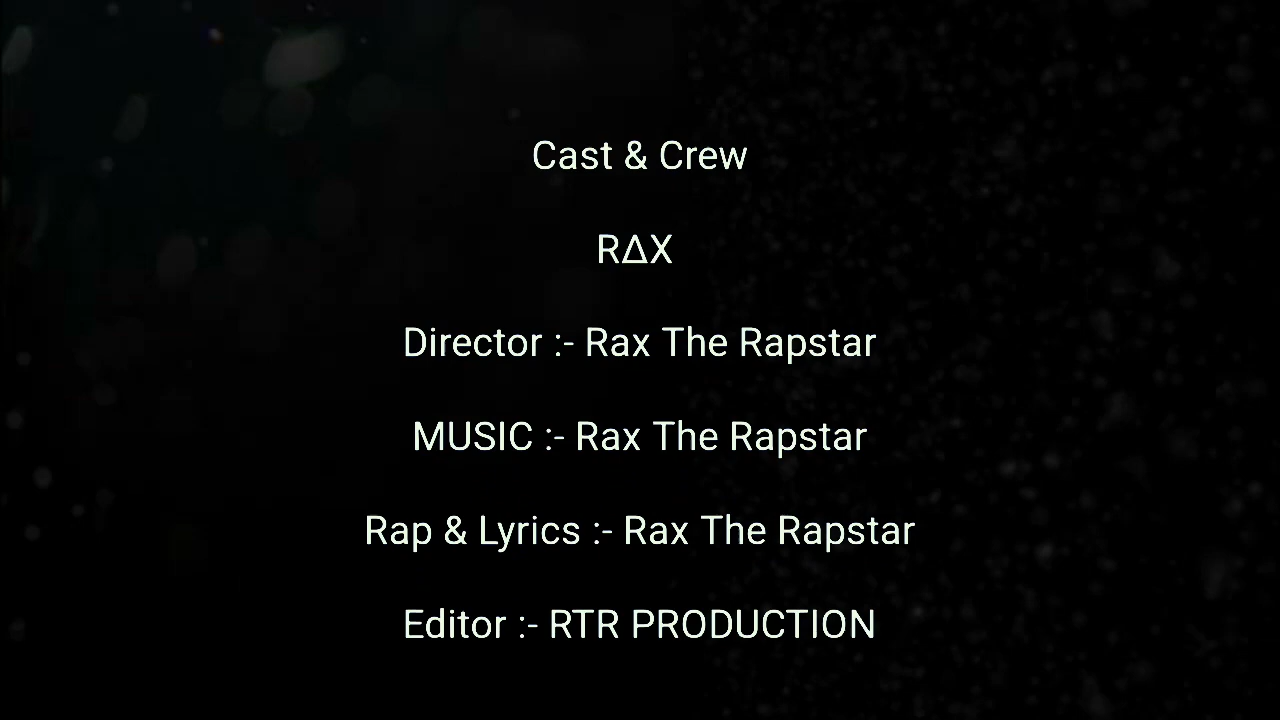 Cast & Crew
RΔX
Director :- Rax The Rapstar
MUSIC :- Rax The Rapstar
Rap & Lyrics :- Rax The Rapstar
Editor :- RTR PRODUCTION